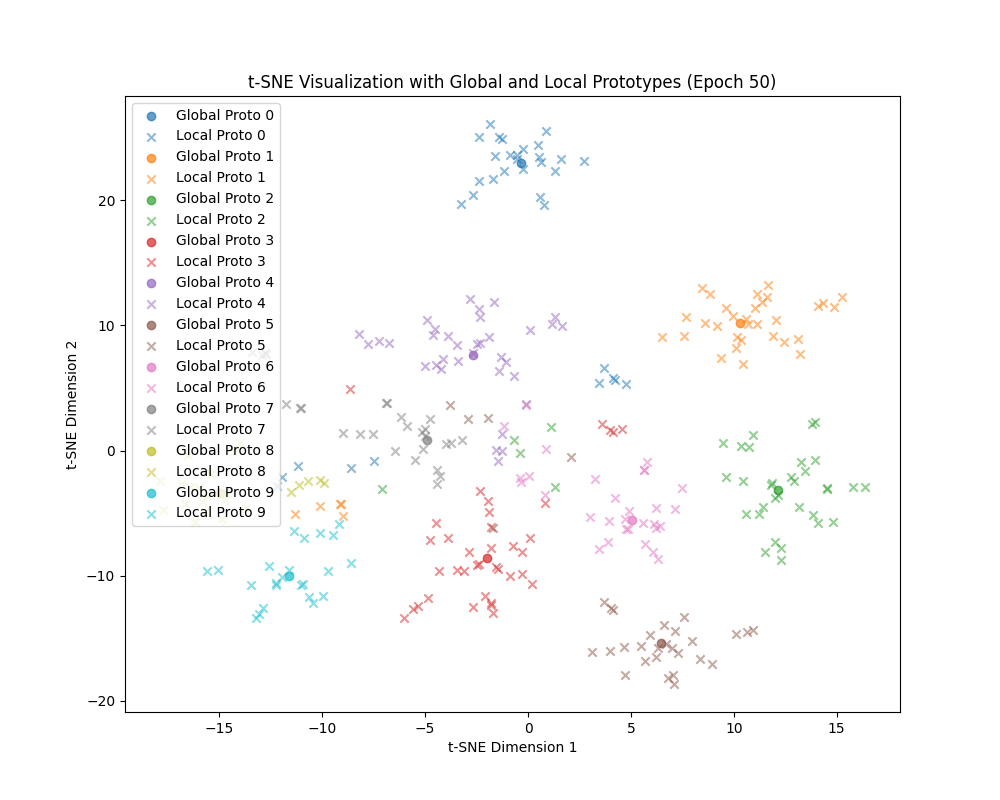 t-SNE Visualization with Global and Local Prototypes (Epoch 50)
Global Proto 0
Local Proto 0
Global Proto 1
Local Proto 1
Global Proto 2
Local Proto 2
Global Proto 3
Local Proto 3
Global Proto 4
Local Proto 4
Global Proto 5
Local Proto 5
Global Proto 6
Local Proto 6
Global Proto 7
Local Proto 7
Global Proto 8
Local Proto 8
Global Proto 9
Local Proto 9
t-SNE Dimension 2
20
10
0
−10
−20
−15 −10 −5 0 5 10 15
t-SNE Dimension 1